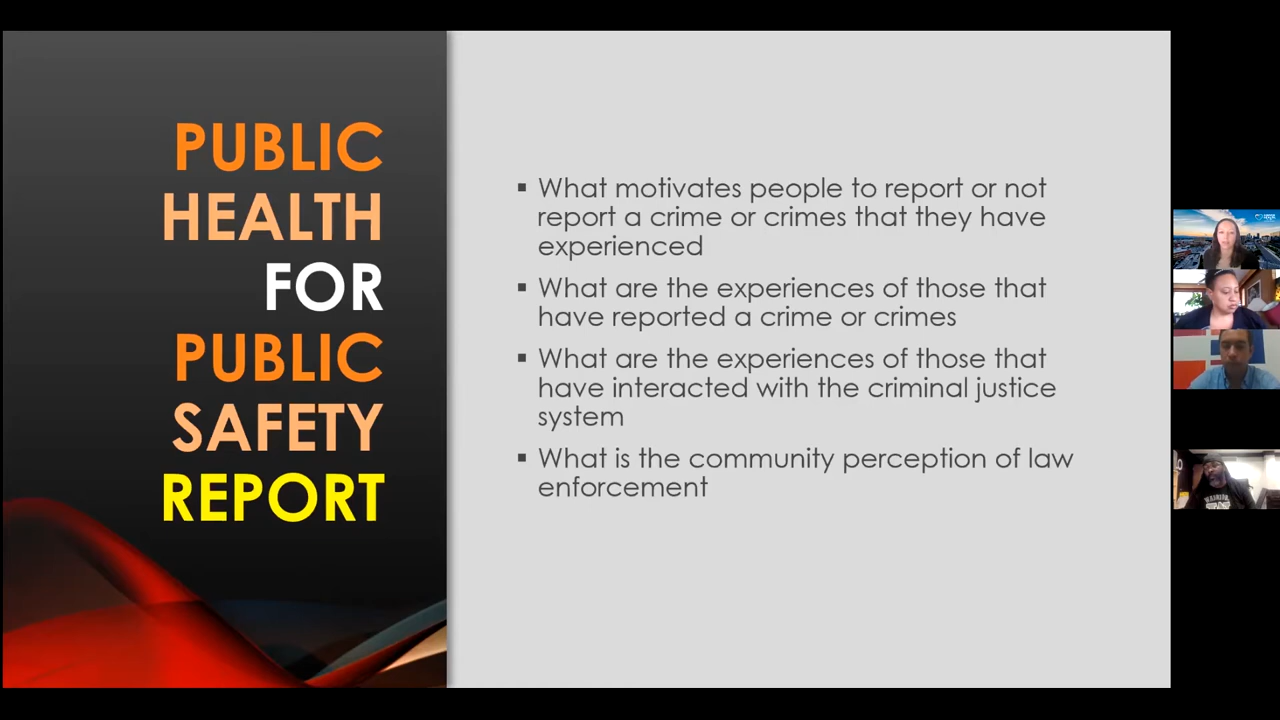 PUBLIC
HEALTH
FOR
PUBLIC
SAFETY
REPORT
▪ What motivates people to report or not
report a crime or crimes that they have
experienced
▪ What are the experiences of those that
have reported a crime or crimes
▪ What are the experiences of those that
have interacted with the criminal justice
system
▪ What is the community perception of law
enforcement